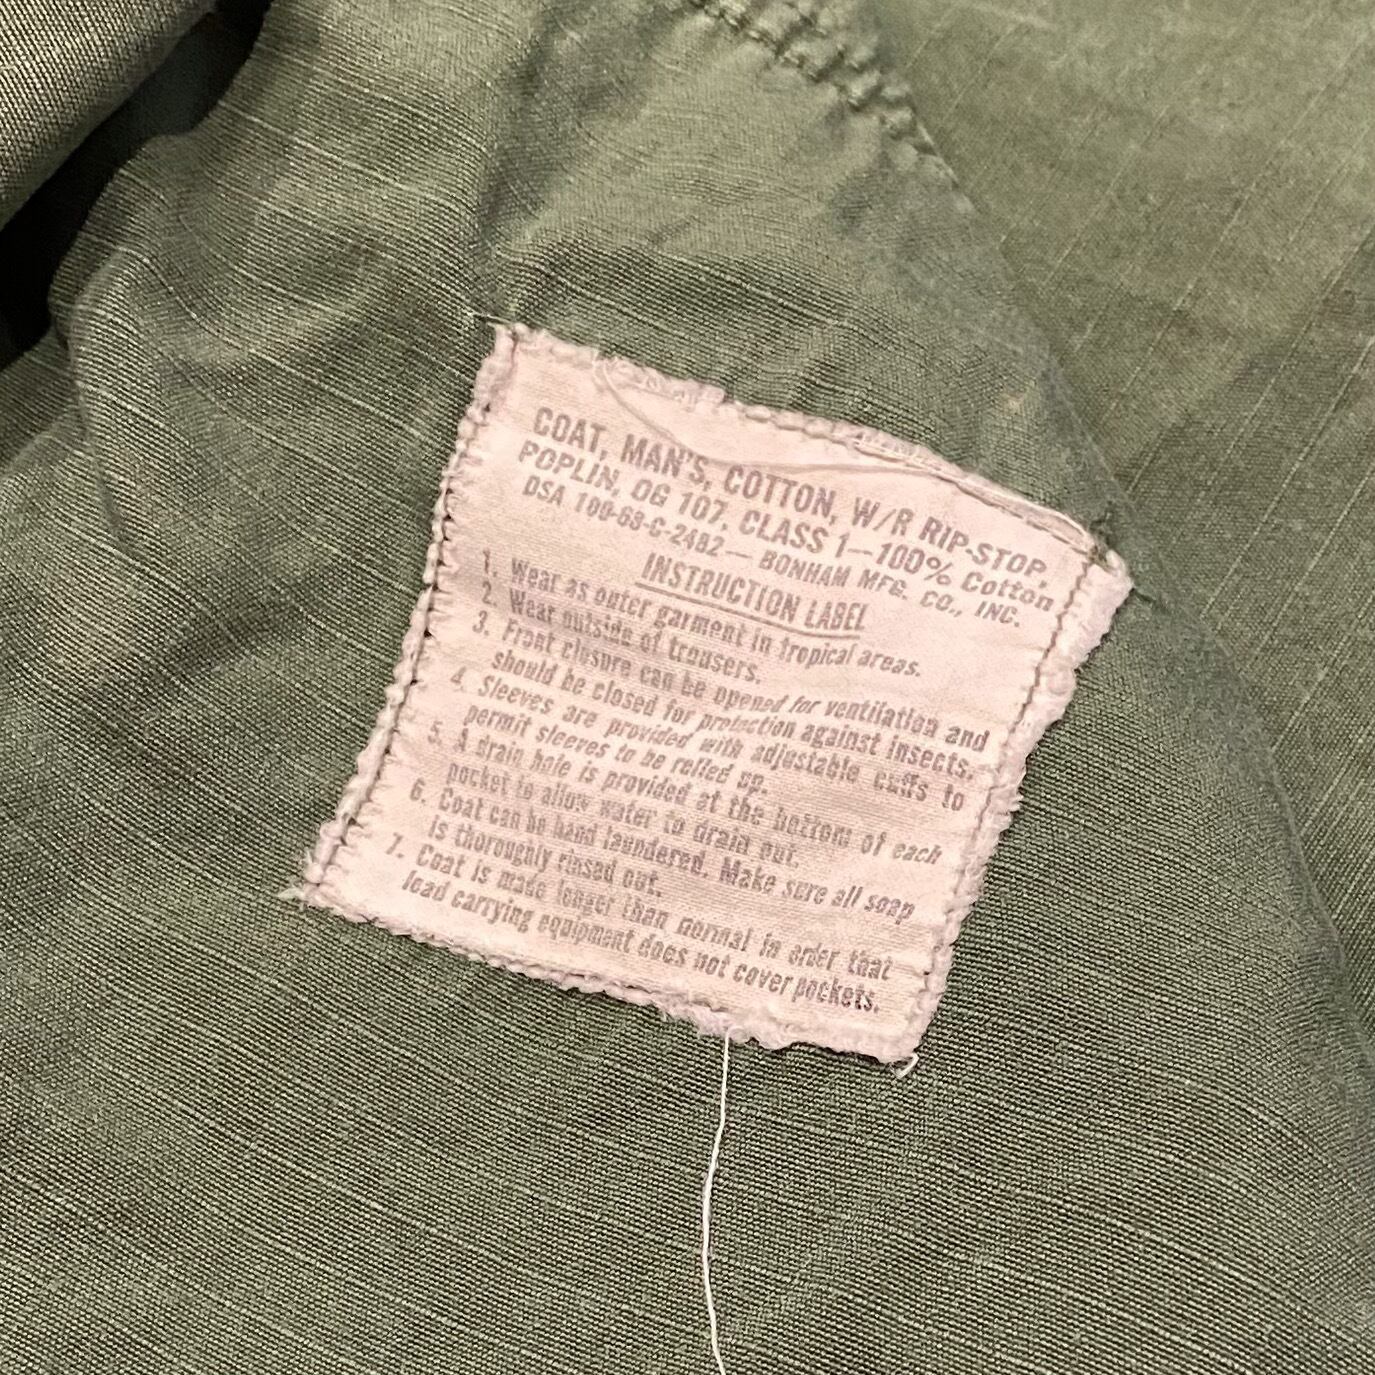 COAT, MAN'S, COTTON, W/R RIP-STOP,
POPLIN, OG 107, CLASS 1—100% Cotton
DSA 100-68-C-2482 — BONHAM MFG. CO., INC.
INSTRUCTION LABEL
1. Wear as outer garment in tropical areas.
2. Wear outside of trousers.
3. Front closure can be opened for ventilation and
should be closed for protection against insects.
4. Sleeves are provided with adjustable cuffs to
permit sleeves to be rolled up.
5. A drain hole is provided at the bottom of each
pocket to allow water to drain out.
6. Coat can be hand laundered. Make sure all soap
is thoroughly rinsed out.
7. Coat is made longer than normal in order that
load carrying equipment does not cover pockets.